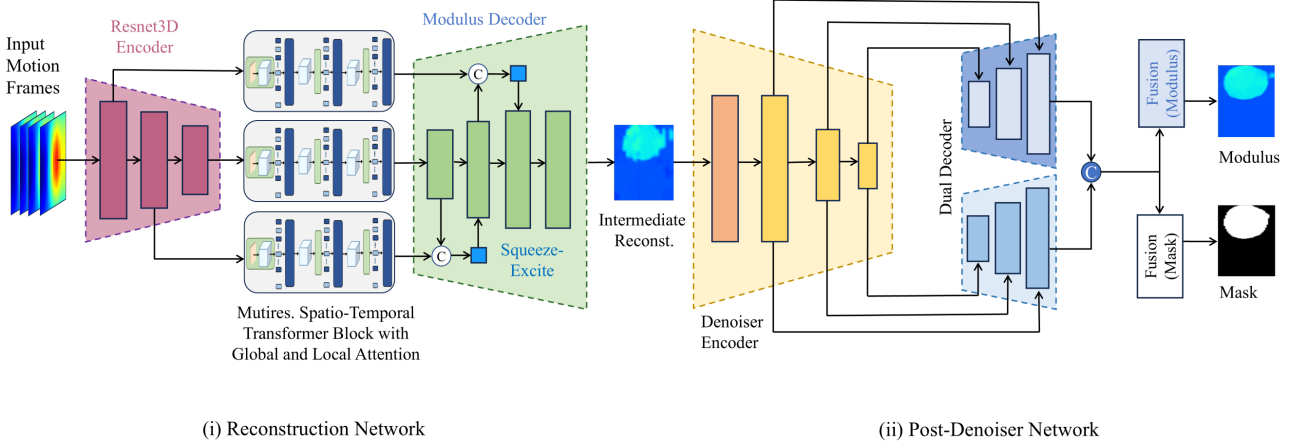 Input
Motion
Frames
Resnet3D
Encoder
Mutires. Spatio-Temporal
Transformer Block with
Global and Local Attention
Modulus Decoder
C
C
Squeeze-
Excite
Intermediate
Reconst.
Denoiser
Encoder
Dual Decoder
C
Fusion
(Modulus)
Modulus
Fusion
(Mask)
Mask
(i) Reconstruction Network
(ii) Post-Denoiser Network